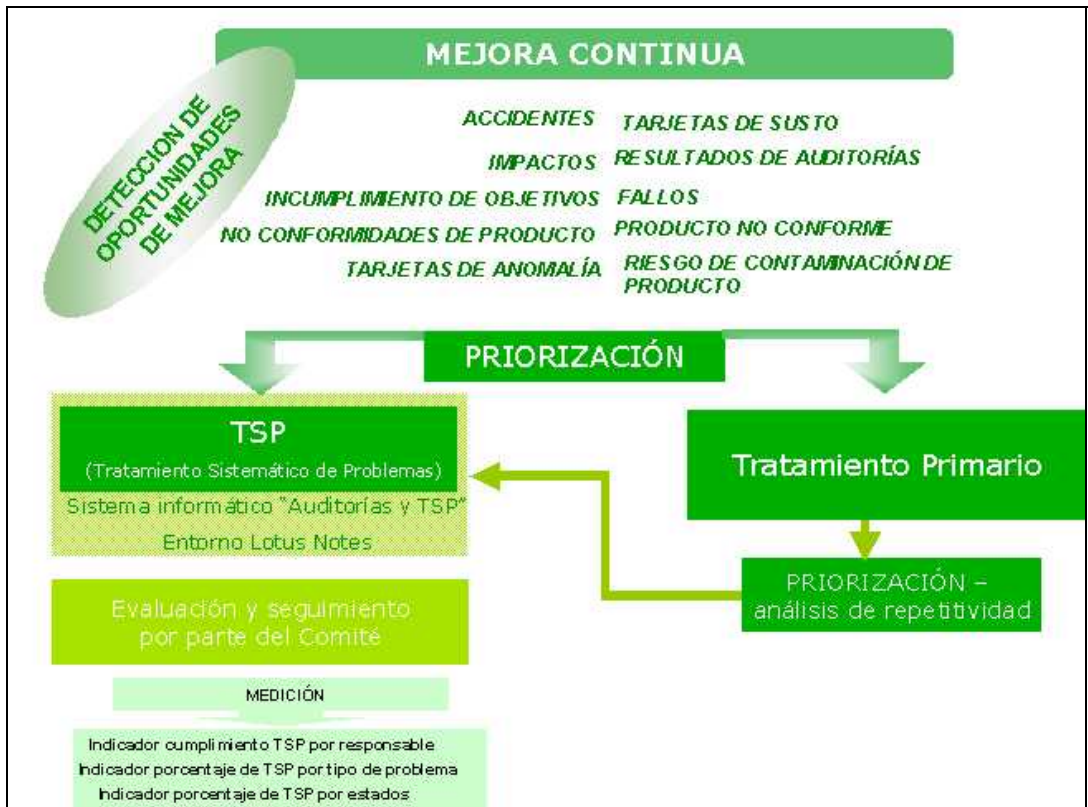 MEJORA CONTINUA
DETECCION DE
OPORTUNIDADES
DE MEJORA
ACCIDENTES
IMPACTOS
INCUMPLIMIENTO DE OBJETIVOS
NO CONFORMIDADES DE PRODUCTO
TARJETAS DE ANOMALÍA
TARJETAS DE SUSTO
RESULTADOS DE AUDITORÍAS
FALLOS
PRODUCTO NO CONFORME
RIESGO DE CONTAMINACIÓN DE
PRODUCTO
PRIORIZACIÓN
TSP
(Tratamiento Sistemático de Problemas)
Sistema informático "Auditorías y TSP"
Entorno Lotus Notes
Tratamiento Primario
PRIORIZACIÓN –
análisis de repetitividad
Evaluación y seguimiento
por parte del Comité
MEDICIÓN
Indicador cumplimiento TSP por responsable
Indicador porcentaje de TSP por tipo de problema
Indicador porcentaje de TSP por estados